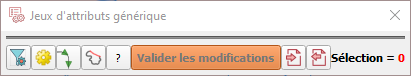 Jeux d'attributs générique
? Valider les modifications Sélection = 0